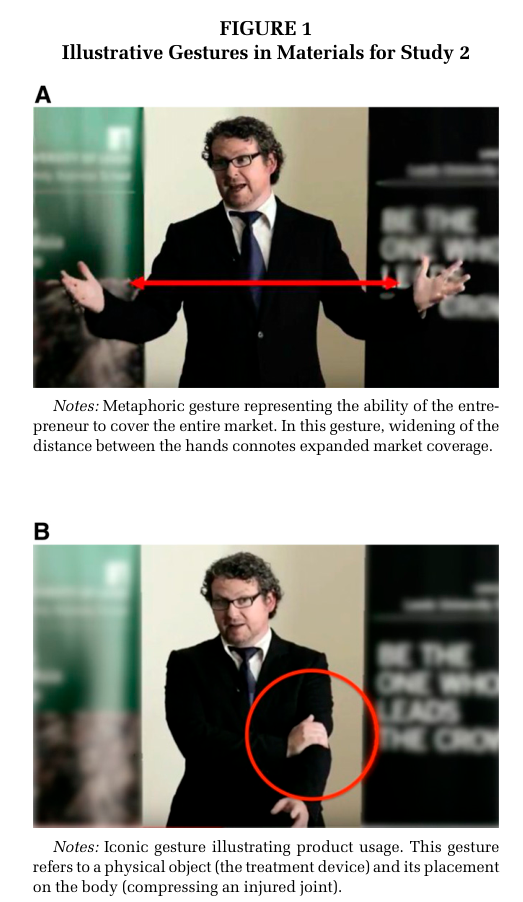 FIGURE 1
Illustrative Gestures in Materials for Study 2
A
BE THE
ONE WHO
Notes: Metaphoric gesture representing the ability of the entre-
preneur to cover the entire market. In this gesture, widening of the
distance between the hands connotes expanded market coverage.
B
BE THE
ONE WHO
LEADS
THE CROW
Notes: Iconic gesture illustrating product usage. This gesture
refers to a physical object (the treatment device) and its placement
on the body (compressing an injured joint).